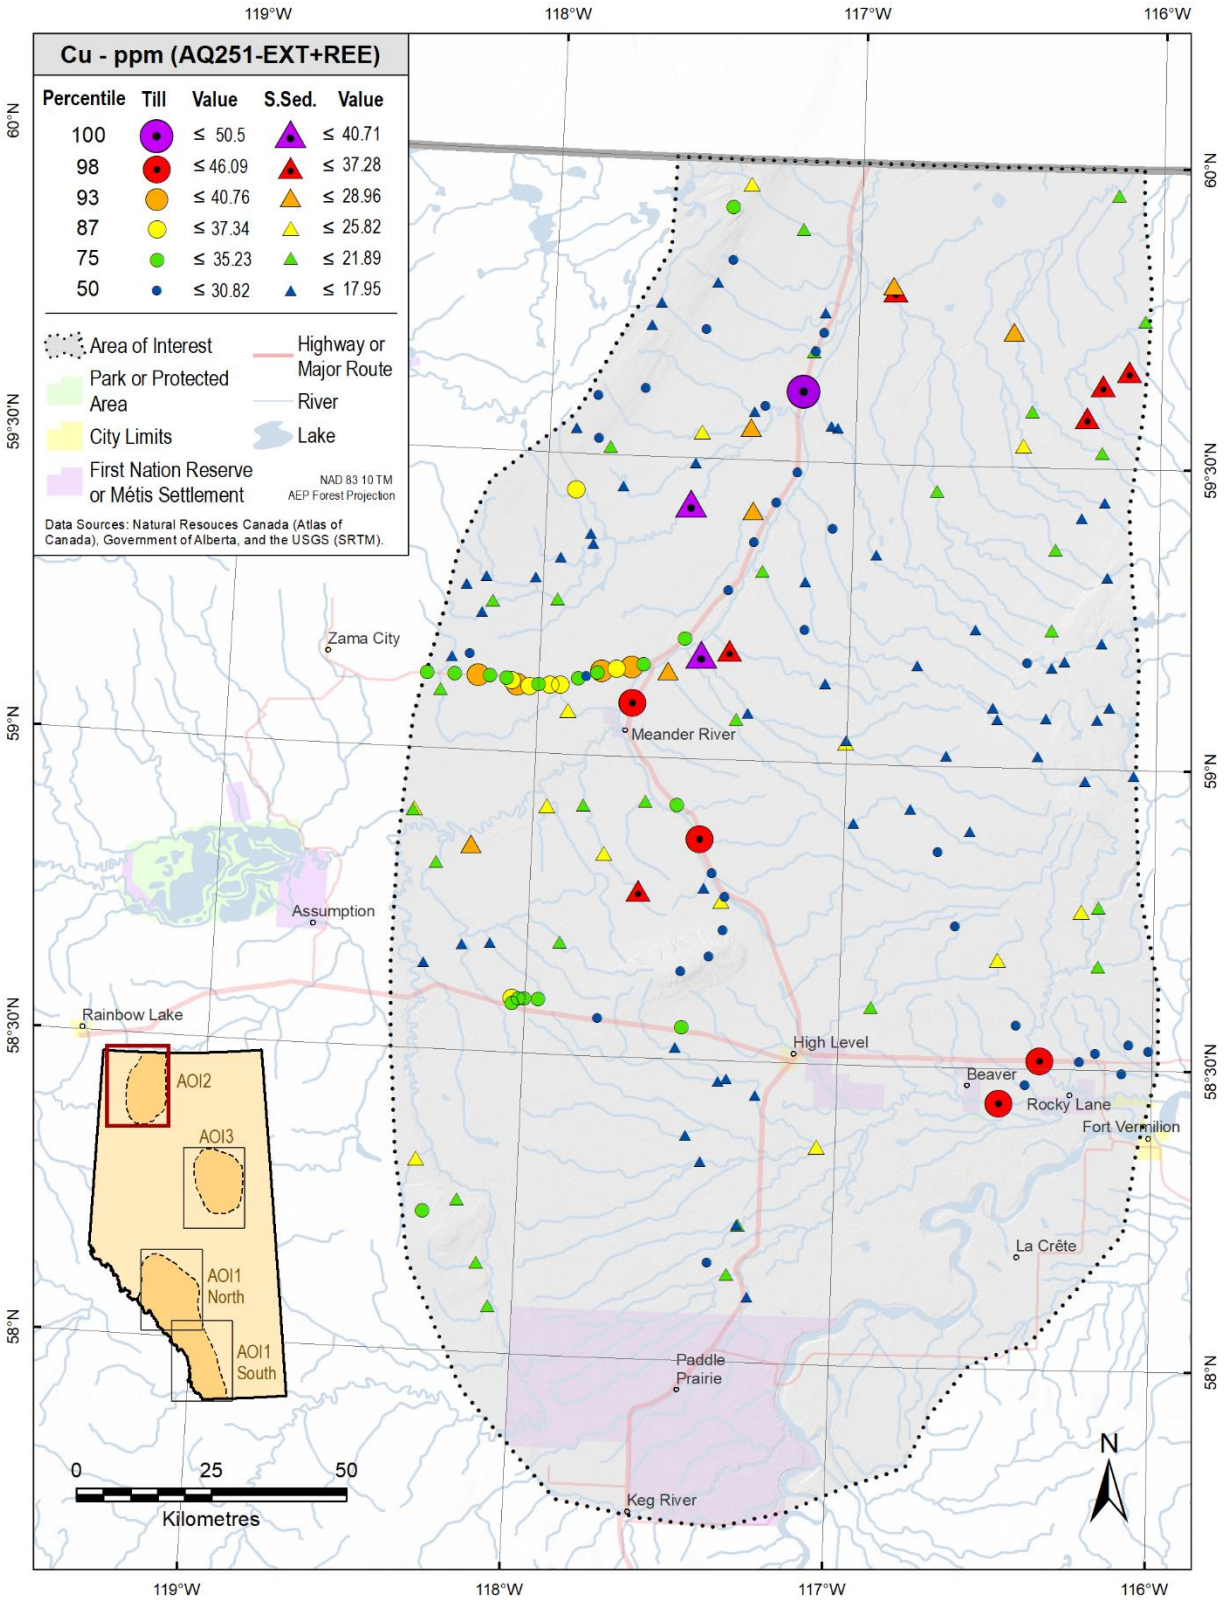 119°W 118°W 117°W 116°W
Cu - ppm (AQ251-EXT+REE)
Percentile Till Value S.Sed. Value
100 ≤ 50.5 ≤ 40.71
98 ≤46.09 ≤ 37.28
93 ≤ 40.76 ≤ 28.96
87 ≤ 37.34 ≤ 25.82
75 ≤ 35.23 ≤ 21.89
50 ≤ 30.82 ≤ 17.95
Area of Interest
Park or Protected
Area
City Limits
First Nation Reserve
or Métis Settlement
Highway or
Major Route
River
Lake
NAD 83 10 TM
AEP Forest Projection
Data Sources: Natural Resouces Canada (Atlas of
Canada), Government of Alberta, and the USGS (SRTM).
60°N
60°N
59°30'N
59°30'N
Zama City
59°N
Meander River
59°N
Assumption
Rainbow Lake
58°30'N
High Level
58°30'N
Beaver
Rocky Lane
Fort Vermilion
La Crête
AOI2
AOI3
AOI1
North
AOI1
South
58°N
58°N
Paddle
Prairie
Keg River
0 25 50
Kilometres
N
119°W 118°W 117°W 116°W